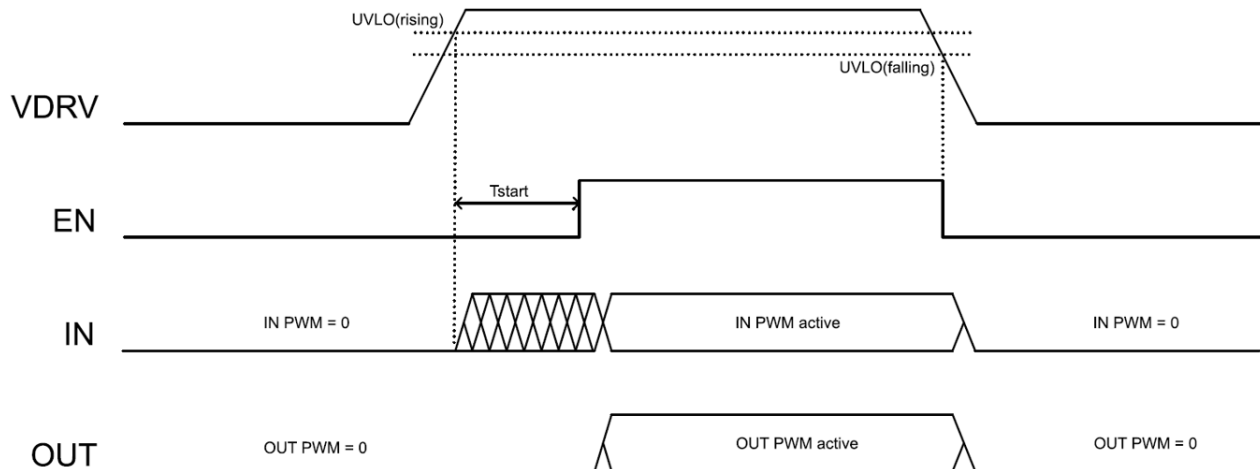 UVLO(rising)
UVLO(falling)
VDRV
Tstart
EN
IN PWM = 0
IN PWM active
IN PWM = 0
IN
OUT PWM = 0
OUT PWM active
OUT PWM = 0
OUT